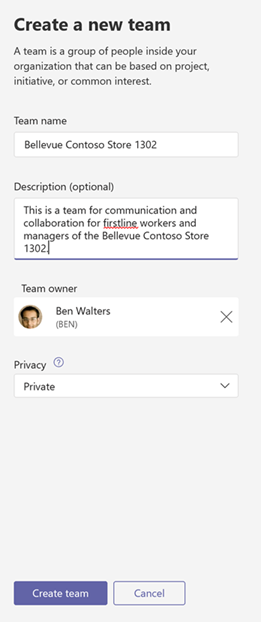 Create a new team
A team is a group of people inside your
organization that can be based on project,
initiative, or common interest.
Team name
Bellevue Contoso Store 1302
Description (optional)
This is a team for communication and
collaboration for firstline workers and
managers of the Bellevue Contoso Store
1302.
Team owner
Ben Walters
(BEN)
Privacy ?
Private
Create team
Cancel